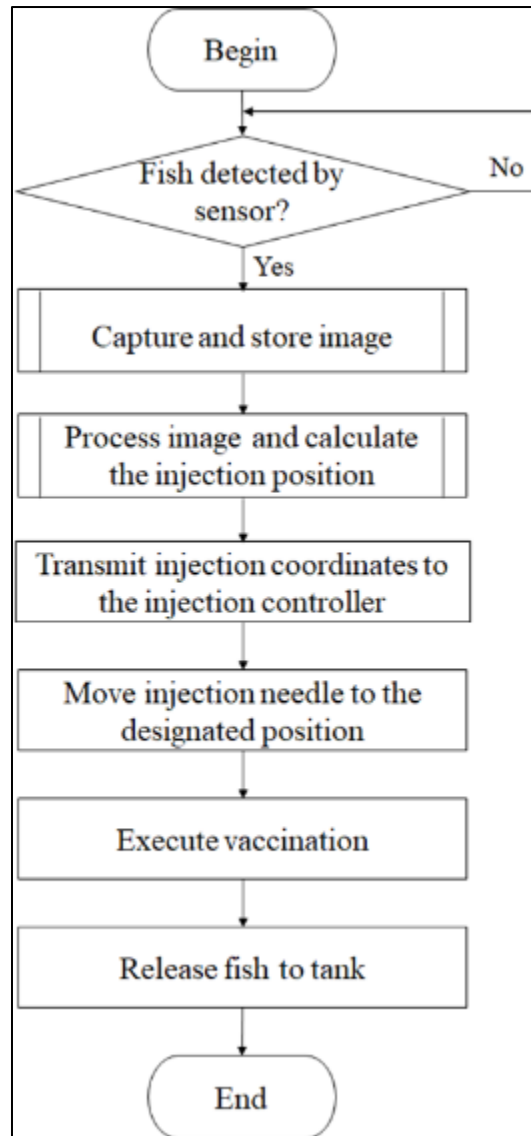 Begin
Fish detected by
sensor?
No
Yes
Capture and store image
Process image and calculate
the injection position
Transmit injection coordinates to
the injection controller
Move injection needle to the
designated position
Execute vaccination
Release fish to tank
End